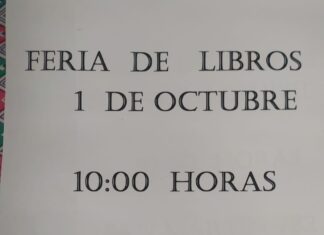 FERIA DE LIBROS
1 DE OCTUBRE
10:00 HORAS